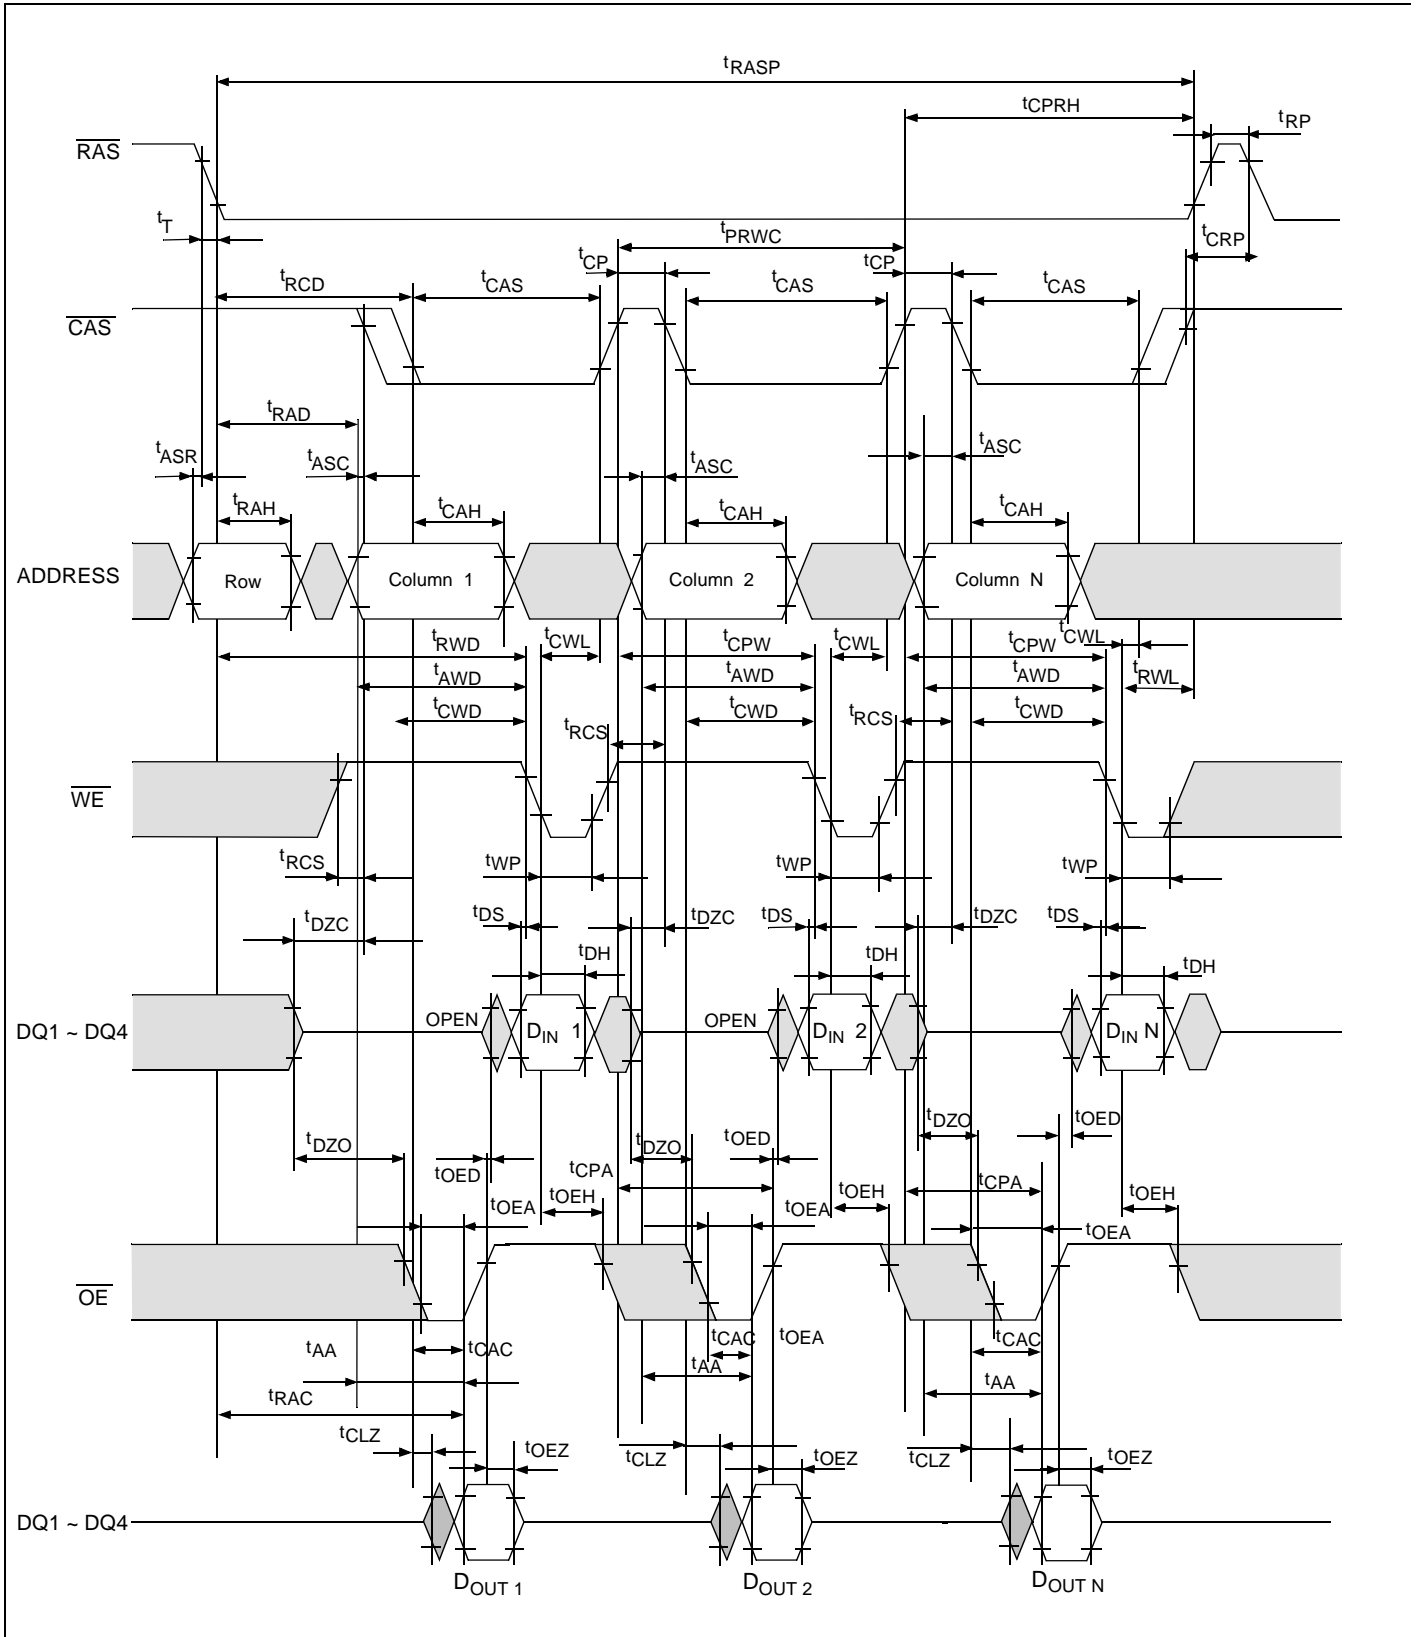 tRASP
tCPRH
tRP
RAS
tT
tPRWC
tCRP
tCP
tCP
tRCD
tCAS
tCAS
tCAS
CAS
tRAD
tASR
tASC
tASC
tASC
tRAH
tCAH
tCAH
tCAH
ADDRESS
Row
Column 1
Column 2
Column N
tRWD
tCWL
tCPW
tCWL
tCPW
tCWL
tAWD
tAWD
tAWD
tRWL
tCWD
tRCS
tCWD
tRCS
tCWD
WE
tRCS
tWP
tWP
tWP
tDZC
tDS
tDZC
tDS
tDZC
tDS
tDH
tDH
tDH
DQ1 ~ DQ4
OPEN
DIN 1
OPEN
DIN 2
DIN N
tDZO
tOED
tDZO
tOED
tDZO
tOED
tCPA
tCPA
tOEA
tOEH
tOEA
tOEH
tOEA
tOEH
OE
tAA
tCAC
tCAC
tOEA
tCAC
tAA
tAA
tRAC
tCLZ
tOEZ
tCLZ
tOEZ
tCLZ
tOEZ
DQ1 ~ DQ4
DOUT 1
DOUT 2
DOUT N